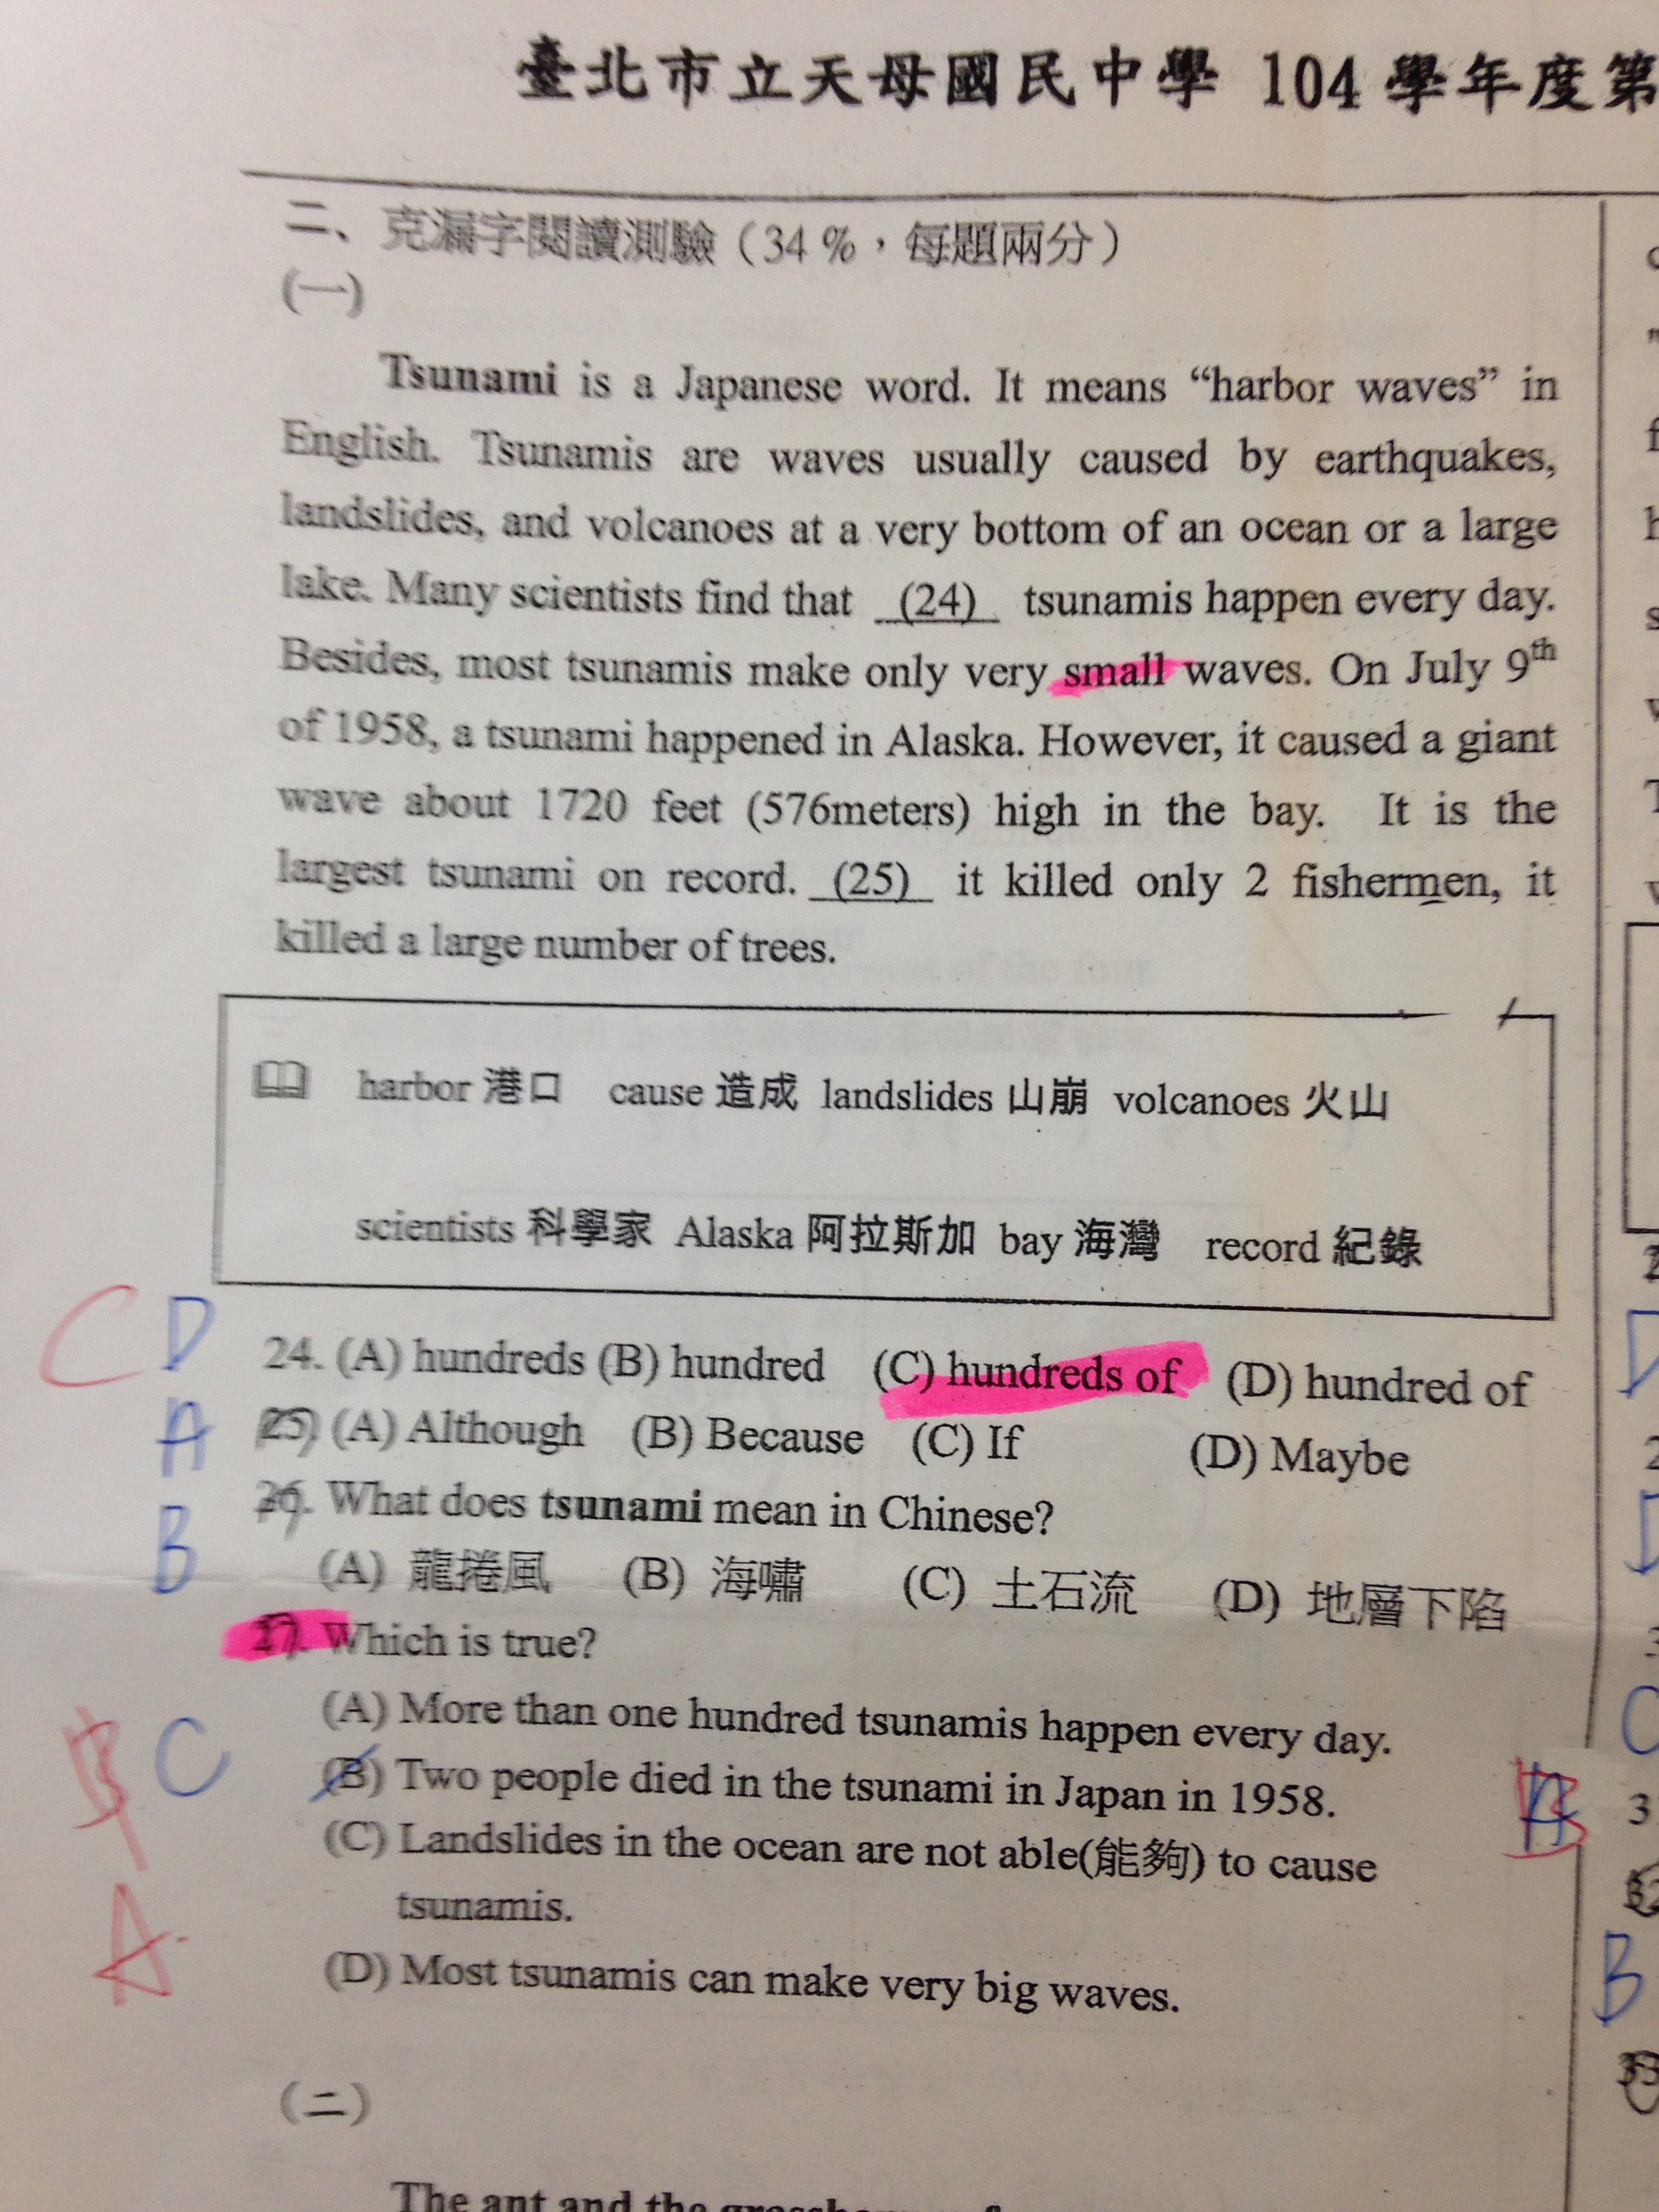 臺北市立天母國民中學 104 學年度第
二、克漏字閱讀測驗（34 %，每題兩分）
(一)
Tsunami is a Japanese word. It means “harbor waves” in
English. Tsunamis are waves usually caused by earthquakes,
landslides, and volcanoes at a very bottom of an ocean or a large
lake. Many scientists find that (24) tsunamis happen every day.
Besides, most tsunamis make only very small waves. On July 9th
of 1958, a tsunami happened in Alaska. However, it caused a giant
wave about 1720 feet (576meters) high in the bay. It is the
largest tsunami on record. (25) it killed only 2 fishermen, it
killed a large number of trees.
harbor 港口 cause 造成 landslides 山崩 volcanoes 火山
scientists 科學家 Alaska 阿拉斯加 bay 海灣 record 紀錄
C D 24. (A) hundreds (B) hundred (C) hundreds of (D) hundred of
A 25. (A) Although (B) Because (C) If (D) Maybe
26. What does tsunami mean in Chinese?
B (A) 龍捲風 (B) 海嘯 (C) 土石流 (D) 地層下陷
27. Which is true?
(A) More than one hundred tsunamis happen every day.
B C (B) Two people died in the tsunami in Japan in 1958.
(C) Landslides in the ocean are not able(能夠) to cause
tsunamis.
A (D) Most tsunamis can make very big waves.
(二)
The ant and the
D
D
C
B